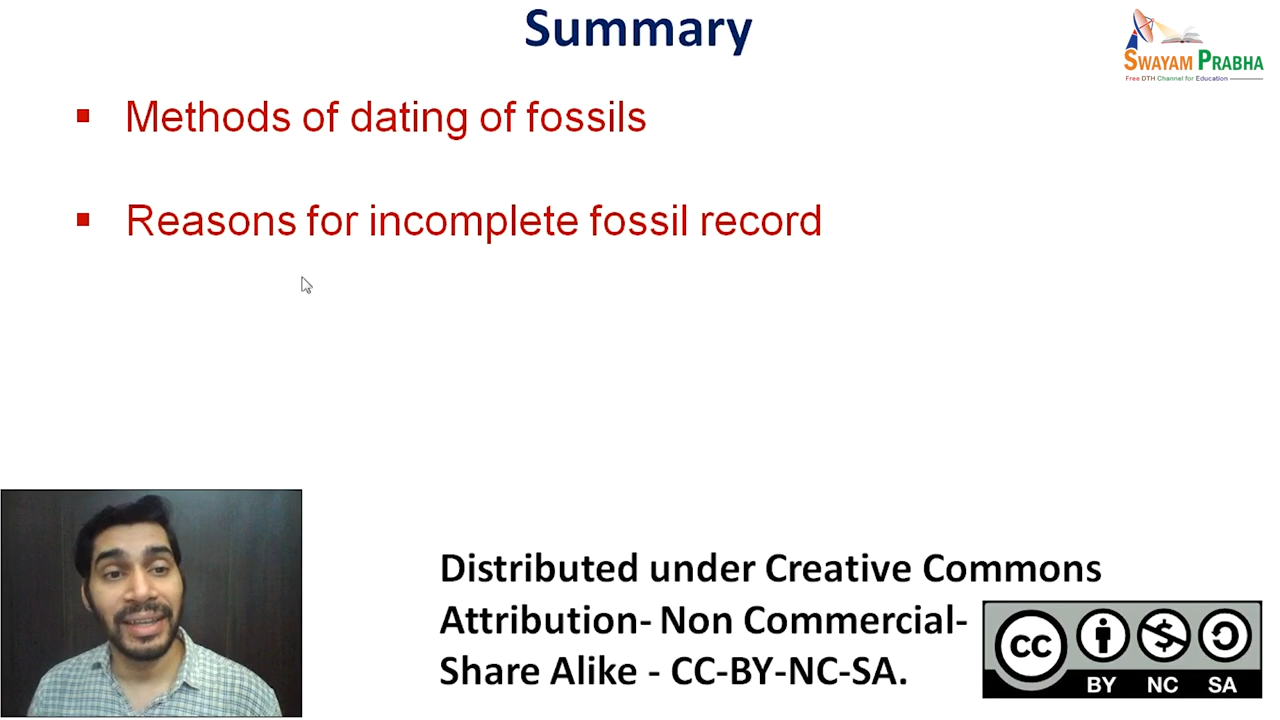 Summary
SWAYAM PRABHA
Free DTH Channel for Education
▪ Methods of dating of fossils
▪ Reasons for incomplete fossil record
Distributed under Creative Commons
Attribution- Non Commercial-
Share Alike - CC-BY-NC-SA.
CC
BY NC SA